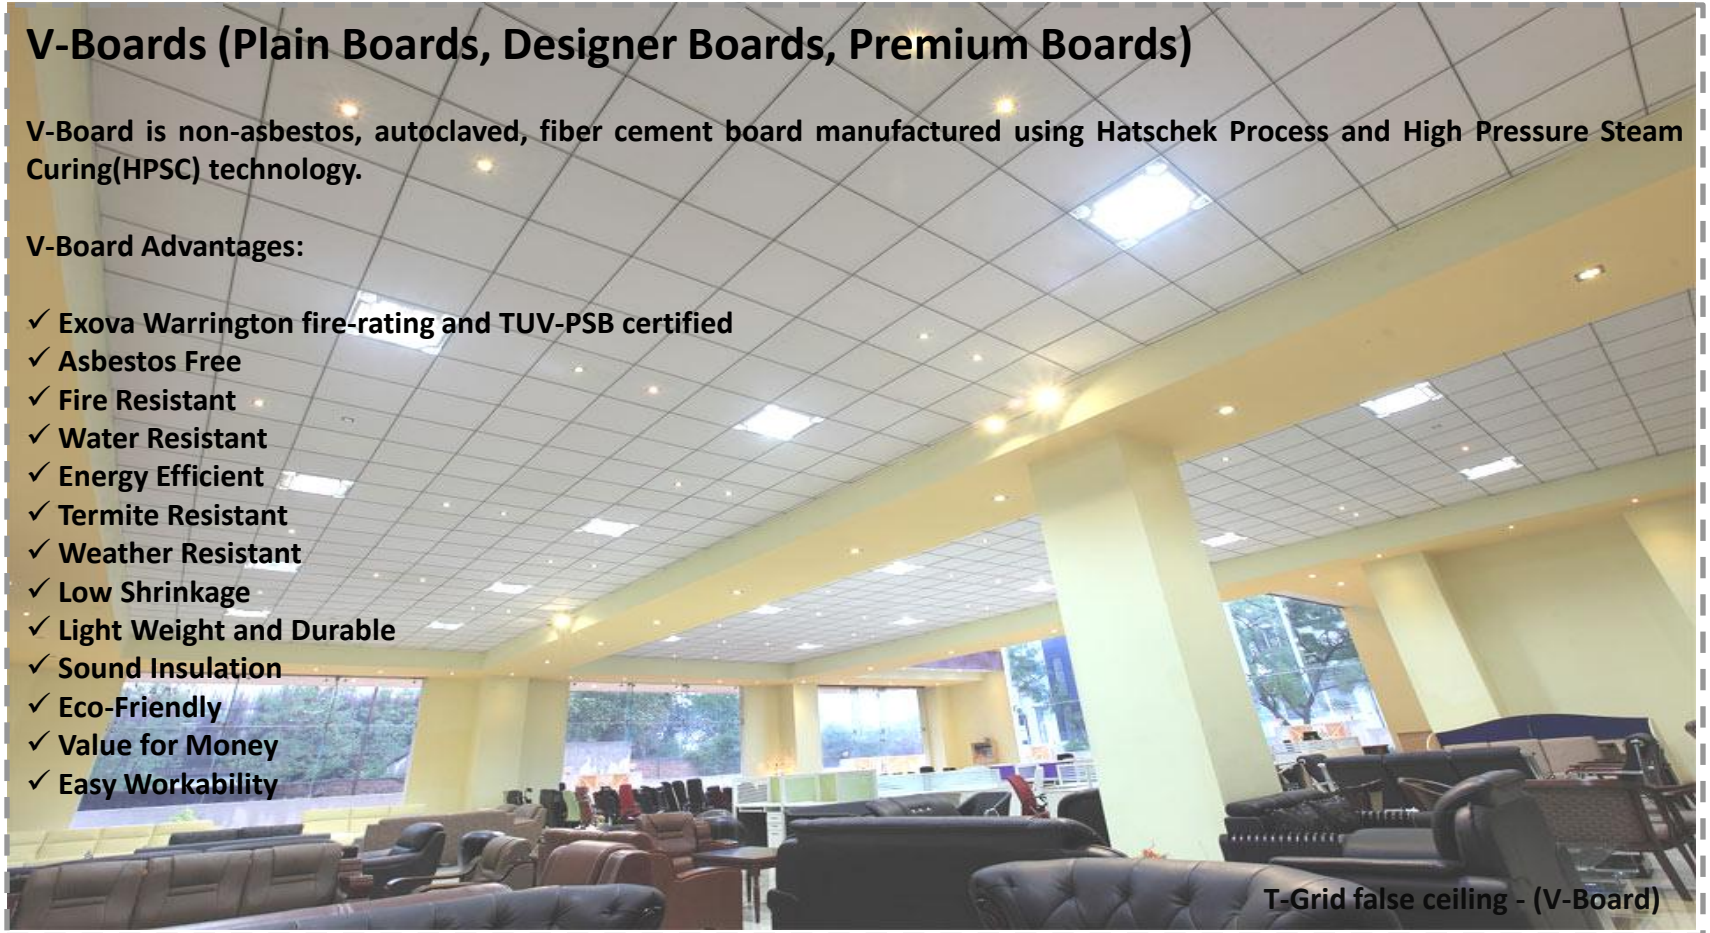 V-Boards (Plain Boards, Designer Boards, Premium Boards)
V-Board is non-asbestos, autoclaved, fiber cement board manufactured using Hatschek Process and High Pressure Steam
Curing(HPSC) technology.
V-Board Advantages:
✓ Exova Warrington fire-rating and TUV-PSB certified
✓ Asbestos Free
✓ Fire Resistant
✓ Water Resistant
✓ Energy Efficient
✓ Termite Resistant
✓ Weather Resistant
✓ Low Shrinkage
✓ Light Weight and Durable
✓ Sound Insulation
✓ Eco-Friendly
✓ Value for Money
✓ Easy Workability
T-Grid false ceiling - (V-Board)